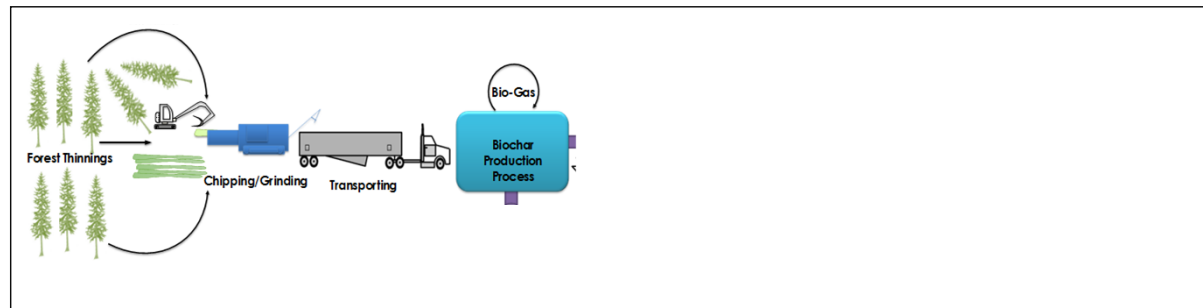 Bio-Gas
Forest Thinnings
Chipping/Grinding
Transporting
Biochar
Production
Process